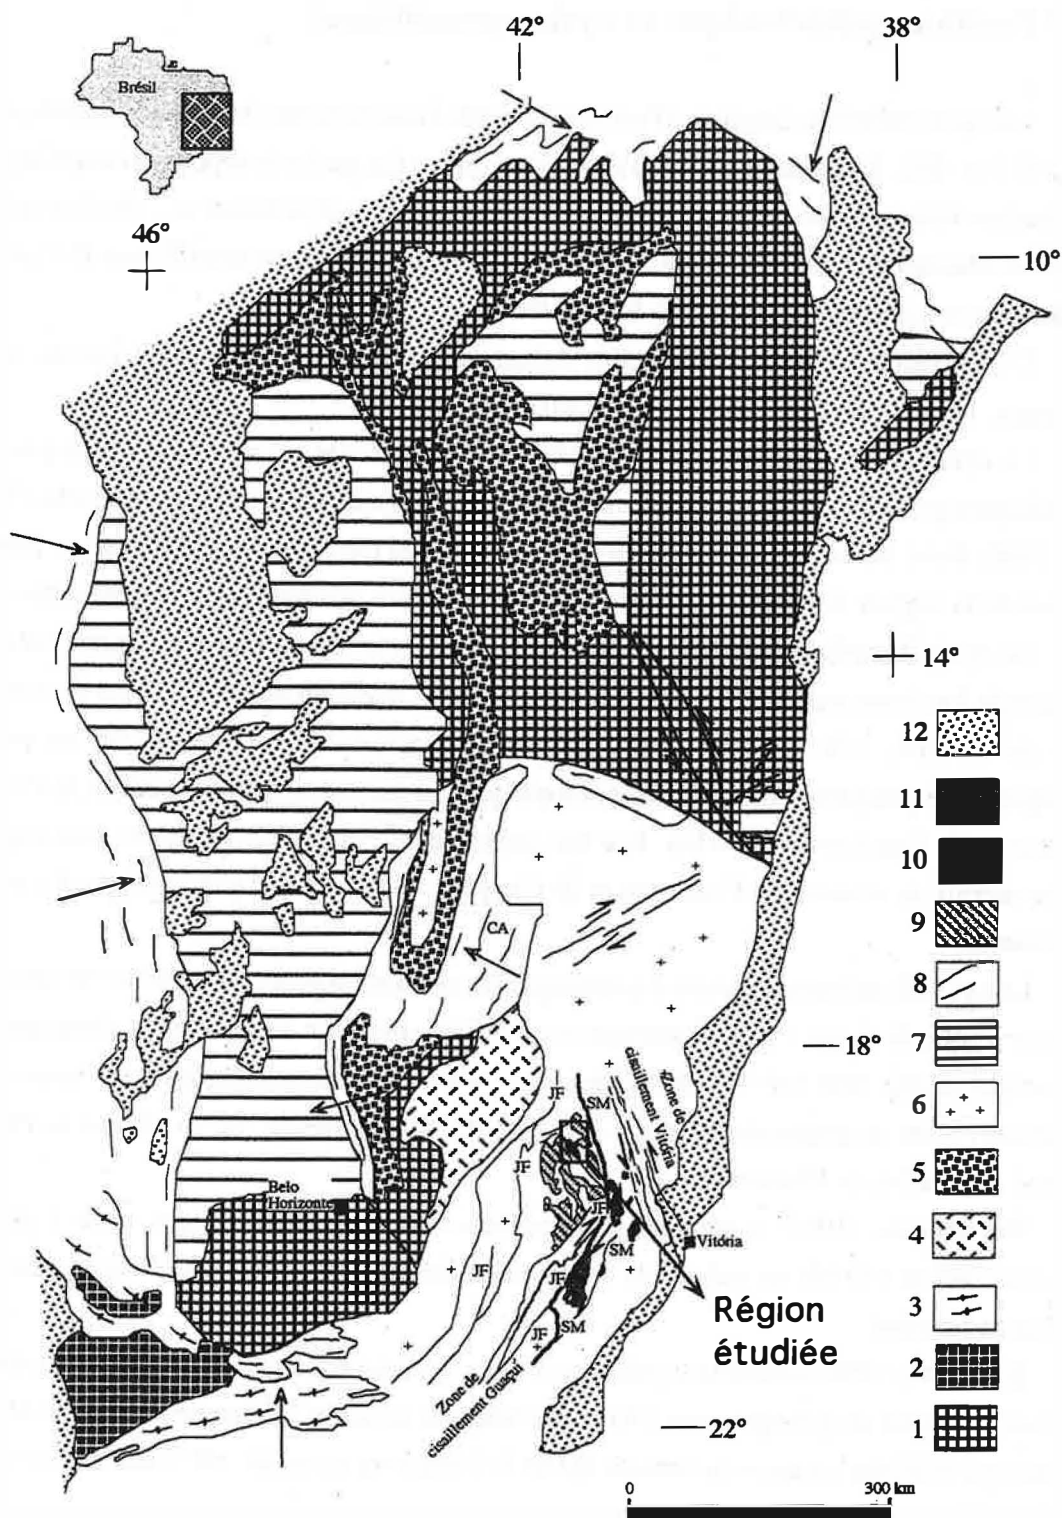 42°
38°
Brésil
46°
10°
14°
12
11
10
9
8
7
6
5
4
3
2
1
CA
18°
Zone de
cisaillement Vitória
JF
SM
JF
Belo
Horizonte
JF
SM
Vitória
JF
JF
JF
SM
Région
étudiée
Zone de
cisaillement Guaçuí
22°
0
300 km